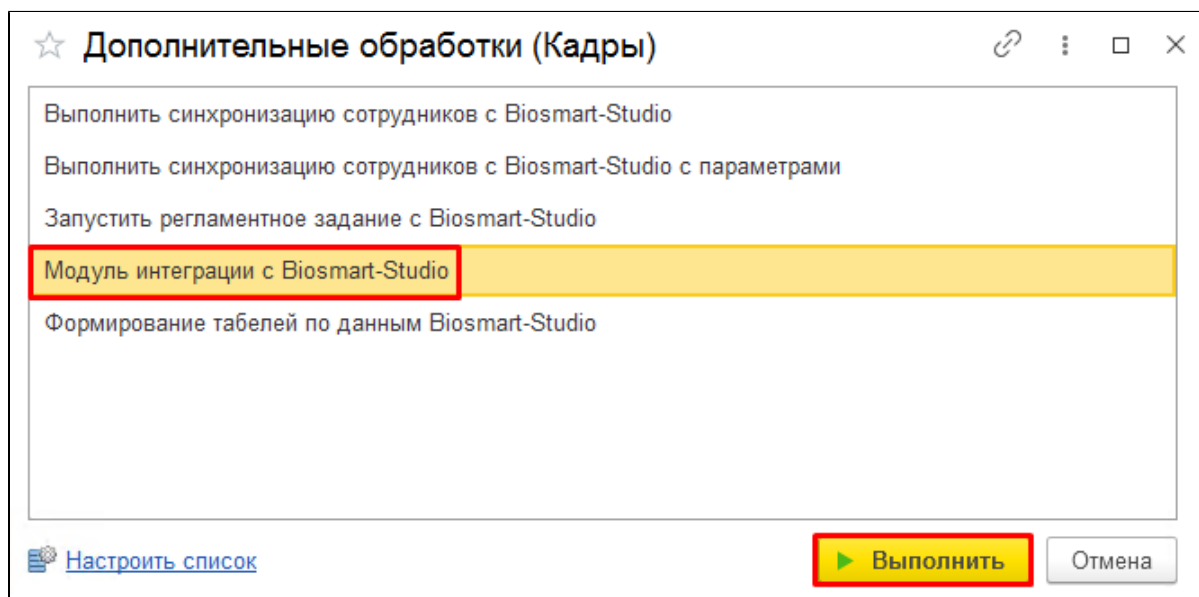 Дополнительные обработки (Кадры)
Выполнить синхронизацию сотрудников с Biosmart-Studio
Выполнить синхронизацию сотрудников с Biosmart-Studio с параметрами
Запустить регламентное задание с Biosmart-Studio
Модуль интеграции с Biosmart-Studio
Формирование табелей по данным Biosmart-Studio
Настроить список
Выполнить
Отмена